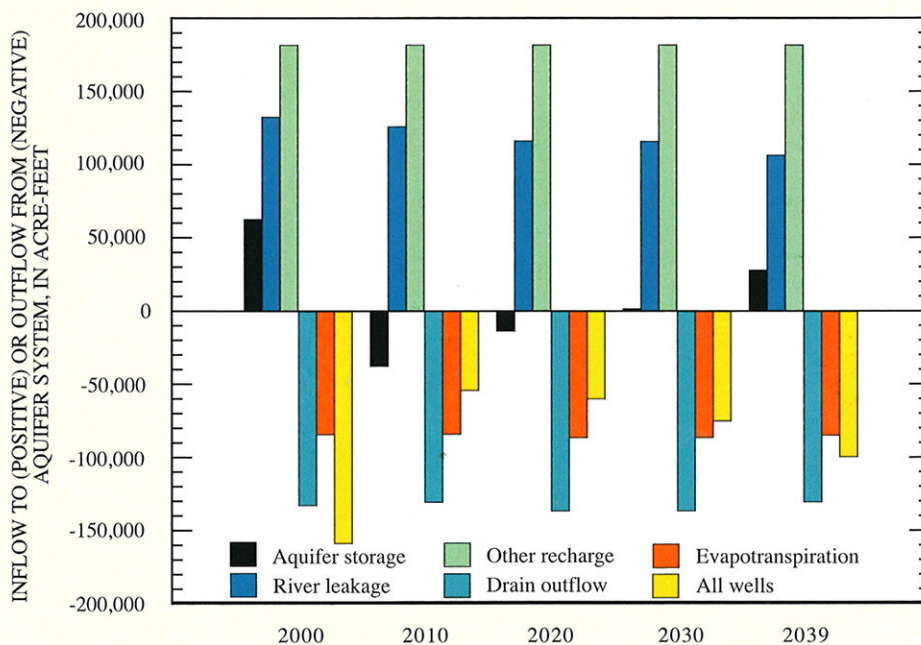 INFLOW TO (POSITIVE) OR OUTFLOW FROM (NEGATIVE)
AQUIFER SYSTEM, IN ACRE-FEET
200,000
150,000
100,000
50,000
0
-50,000
-100,000
-150,000
-200,000
Aquifer storage
Other recharge
Evapotranspiration
River leakage
Drain outflow
All wells
2000
2010
2020
2030
2039